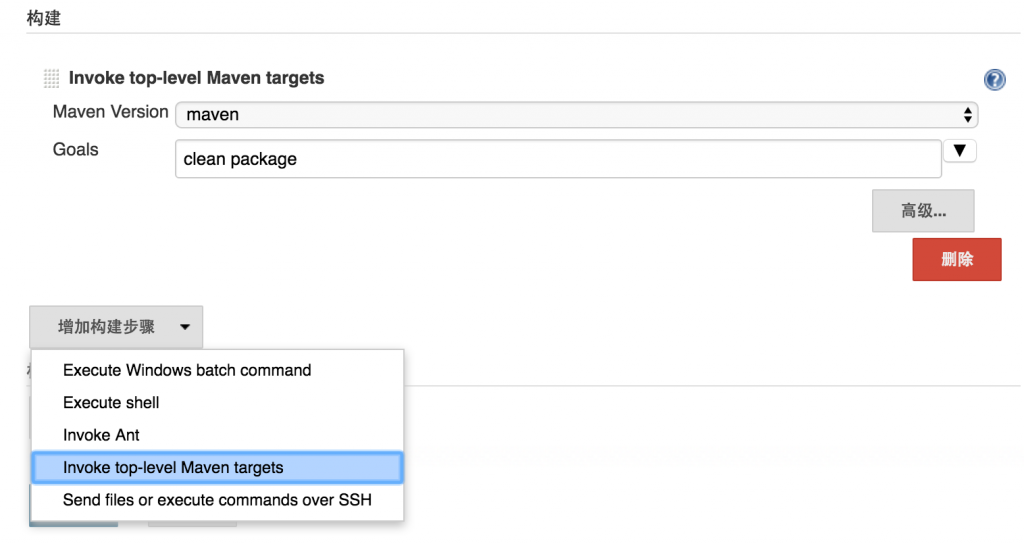 构建
Invoke top-level Maven targets
Maven Version maven
Goals clean package
高级...
删除
增加构建步骤
Execute Windows batch command
Execute shell
Invoke Ant
Invoke top-level Maven targets
Send files or execute commands over SSH